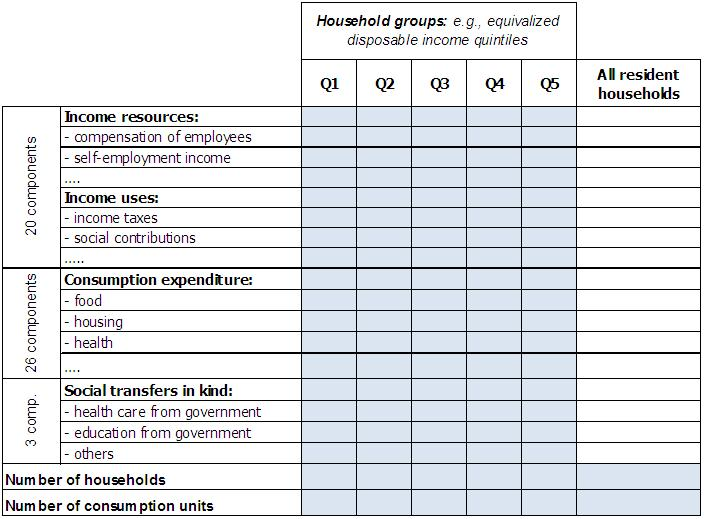 Household groups: e.g., equivalized
disposable income quintiles
Q1 Q2 Q3 Q4 Q5
All resident
households
20 components
Income resources:
- compensation of employees
- self-employment income
....
Income uses:
- income taxes
- social contributions
.....
26 components
Consumption expenditure:
- food
- housing
- health
....
3 comp.
Social transfers in kind:
- health care from government
- education from government
- others
Number of households
Number of consumption units